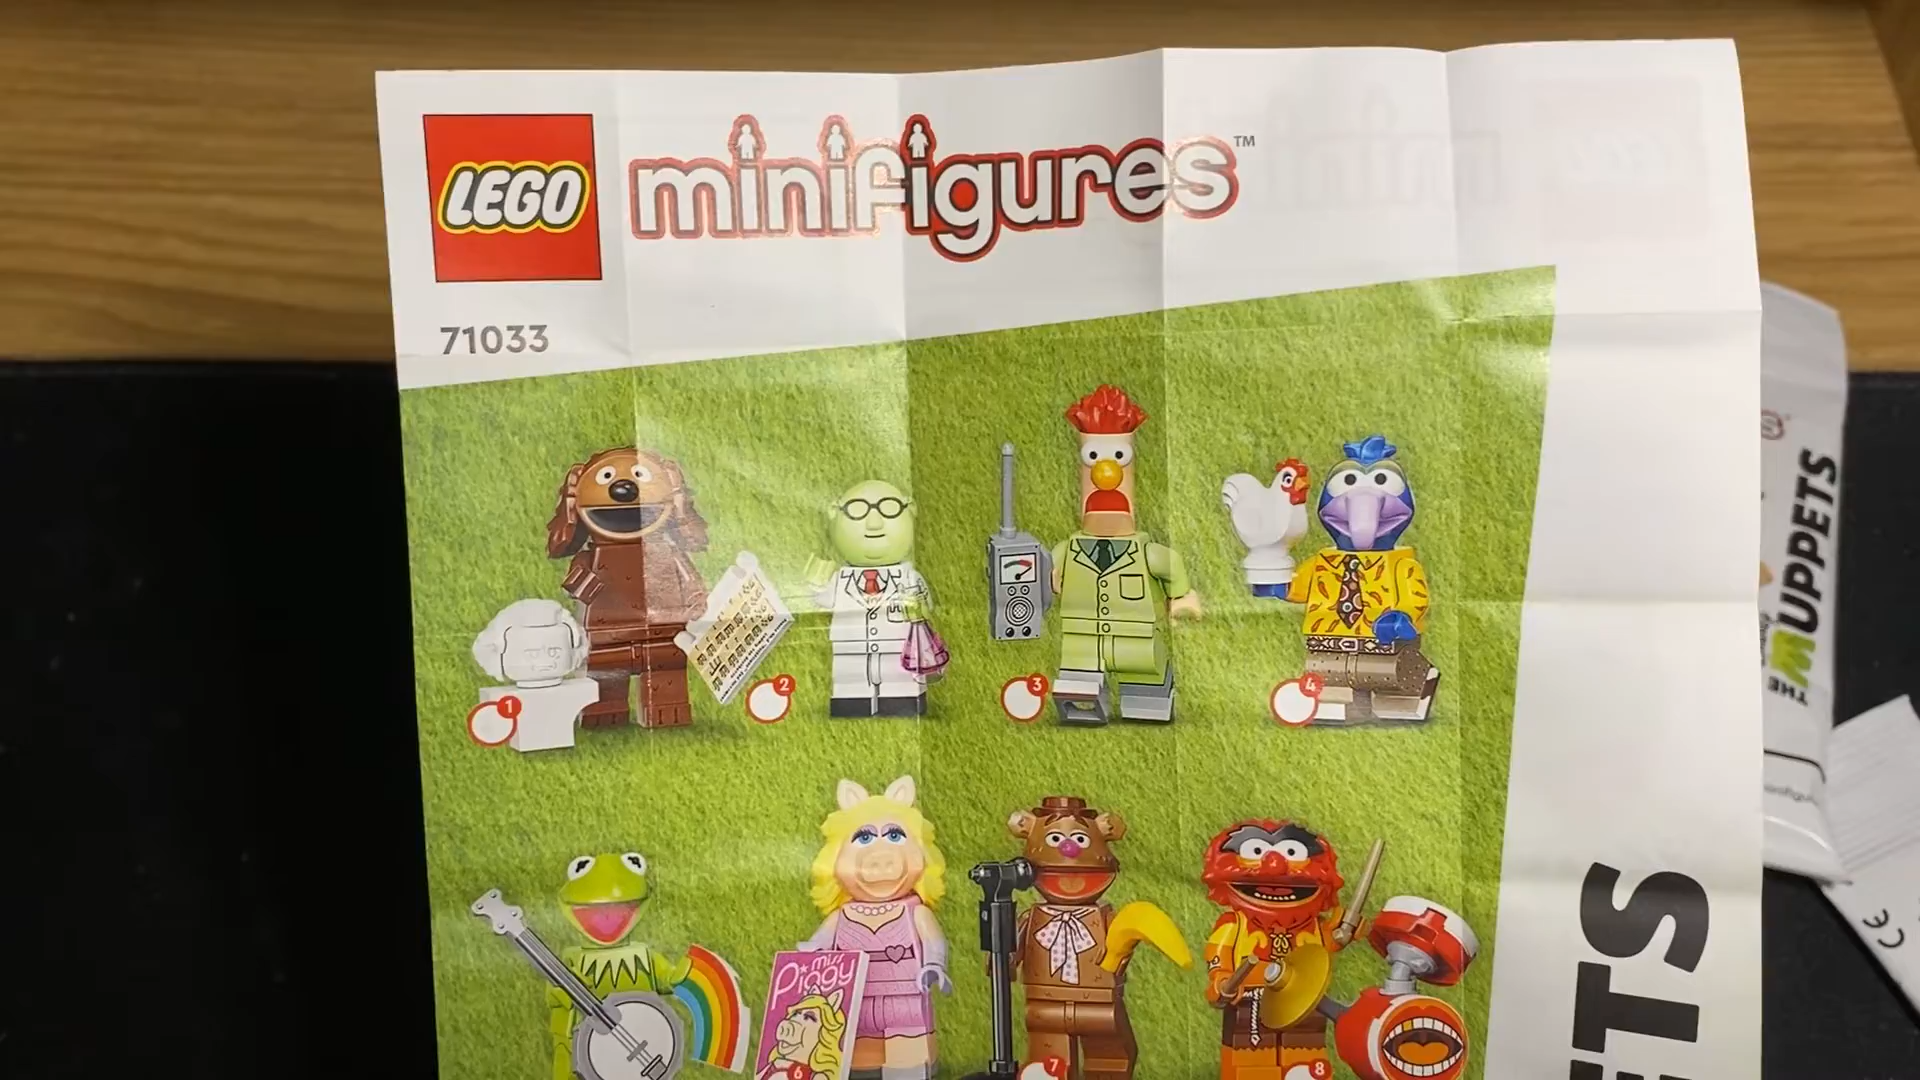 LEGO
minifigures™
71033
1
2
3
4
miss
Piggy
6
7
8
ETS
THE MUPPETS
CE